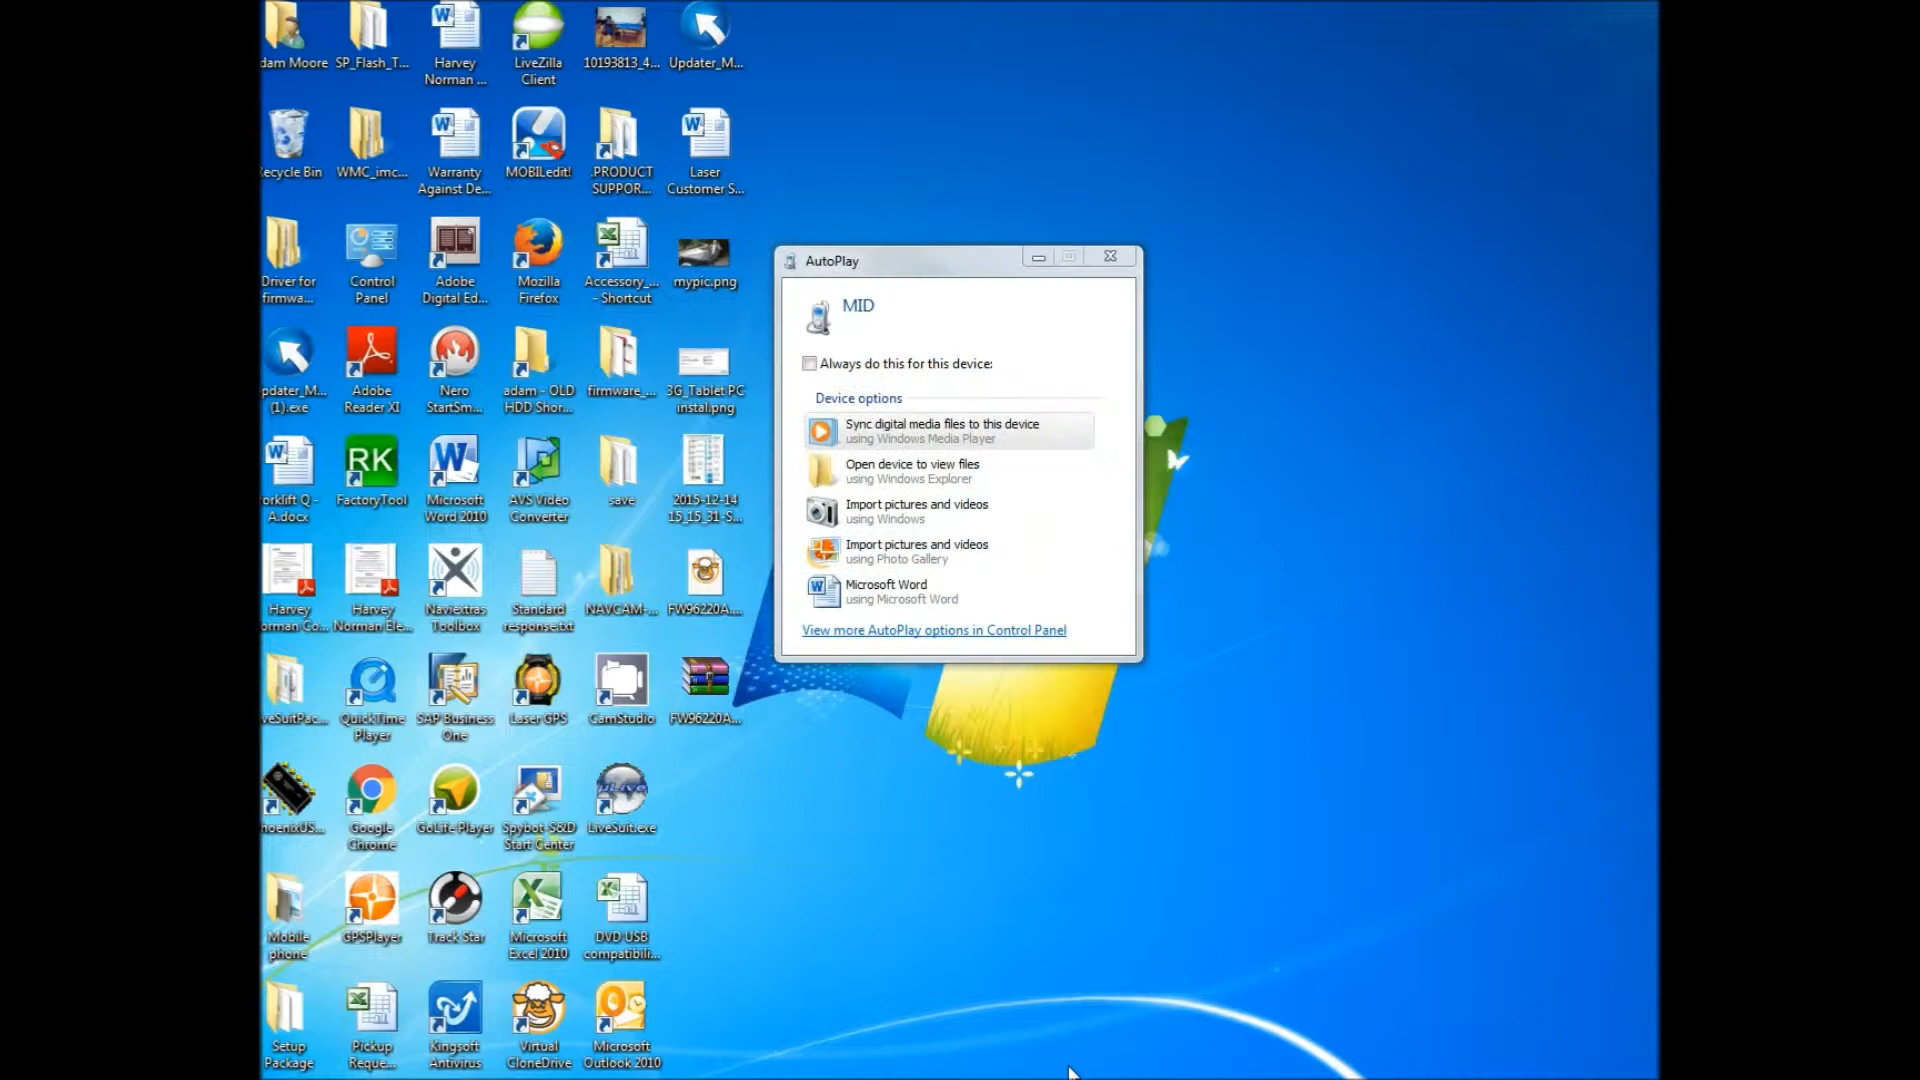 dam Moore
SP_Flash_T...
Harvey
Norman ...
LiveZilla
Client
10193813_4...
Updater_M...
Recycle Bin
WMC_imc...
Warranty
Against De...
MOBILedit!
.PRODUCT
SUPPOR...
Laser
Customer S...
Driver for
firmwa...
Control
Panel
Adobe
Digital Ed...
Mozilla
Firefox
Accessory_...
- Shortcut
mypic.png
pdater_M...
(1).exe
Adobe
Reader XI
Nero
StartSm...
adam - OLD
HDD Shor...
firmware_...
3G_Tablet PC
instal.png
orklift Q -
A.docx
RK
FactoryTool
Microsoft
Word 2010
AVS Video
Converter
save
2015-12-14
15_15_31-S...
Harvey
orman Co...
Harvey
Norman Ele...
Naviextras
Toolbox
Standard
response.txt
NAVCAM-...
FW96220A...
veSuitPac...
QuickTime
Player
SAP Business
One
Laser GPS
CamStudio
FW96220A...
hoenixUS...
Google
Chrome
GoLife Player
Spybot-S&D
Start Center
LiveSuit.exe
Mobile
phone
GPSPlayer
Track Star
Microsoft
Excel 2010
DVD USB
compatibili...
Setup
Package
Pickup
Reque...
Kingsoft
Antivirus
Virtual
CloneDrive
Microsoft
Outlook 2010
AutoPlay
MID
Always do this for this device:
Device options
Sync digital media files to this device
using Windows Media Player
Open device to view files
using Windows Explorer
Import pictures and videos
using Windows
Import pictures and videos
using Photo Gallery
Microsoft Word
using Microsoft Word
View more AutoPlay options in Control Panel